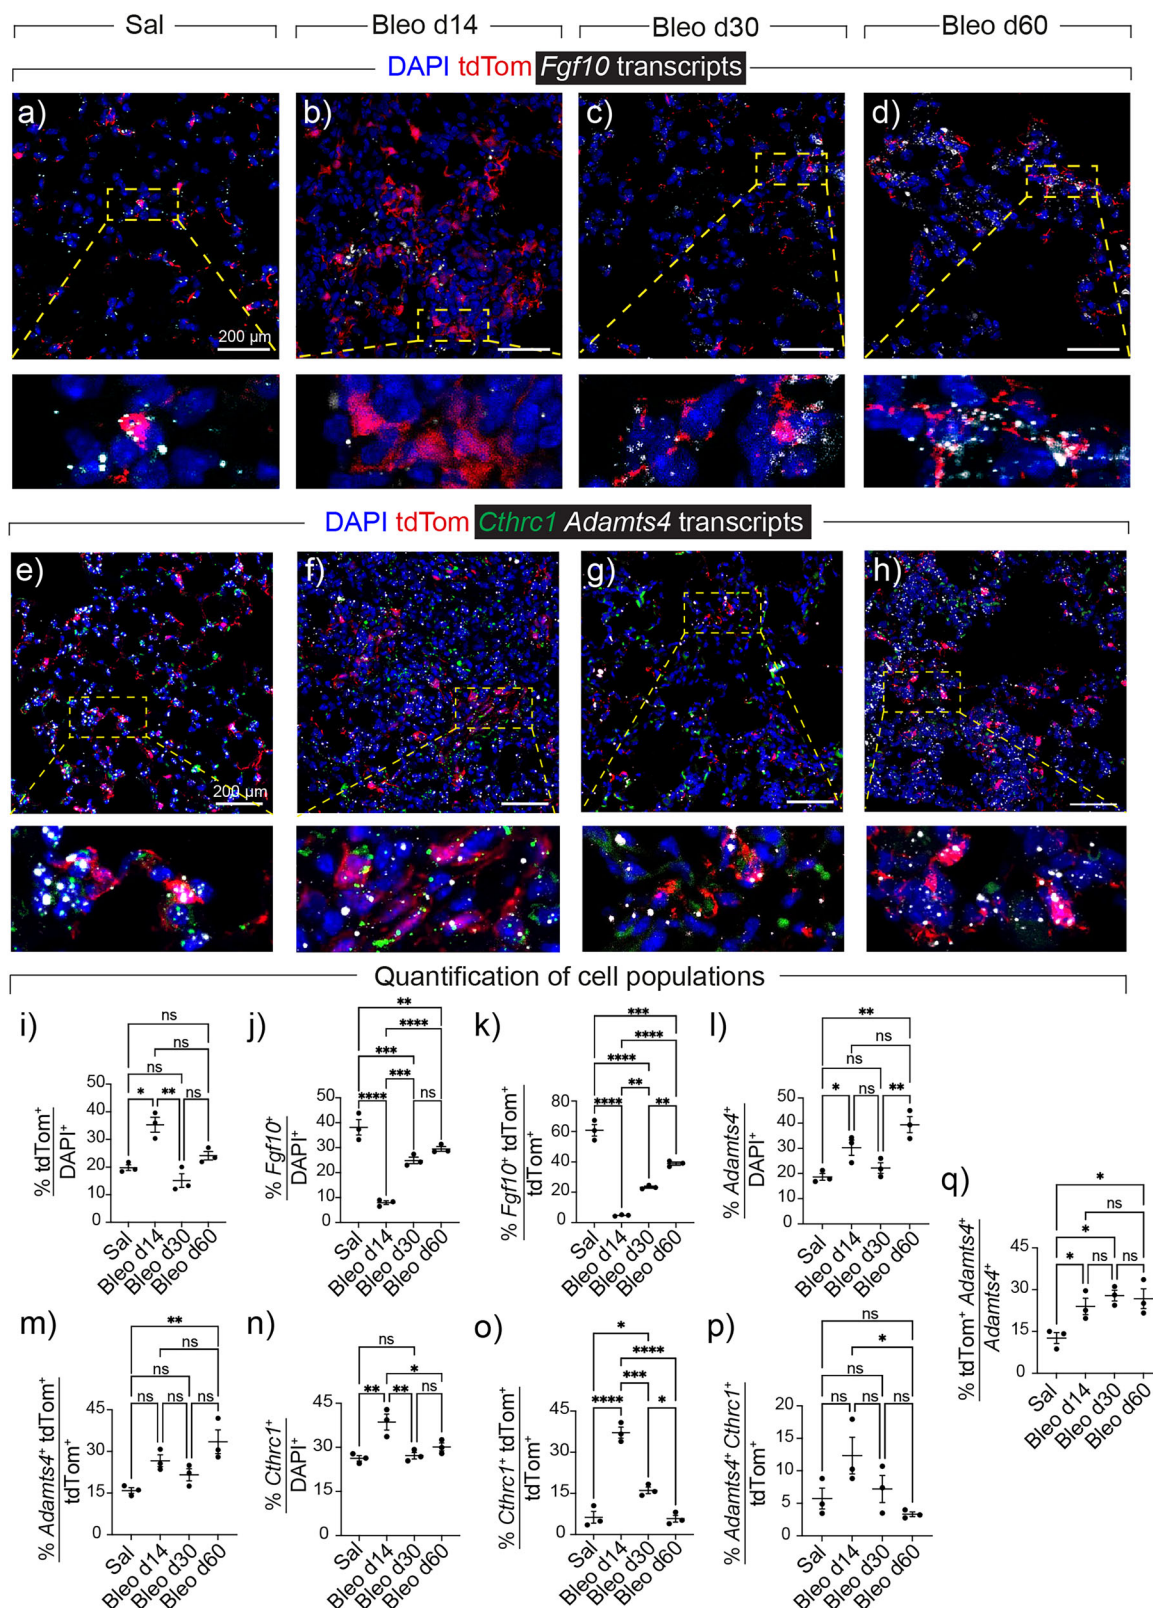 Sal Bleo d14 Bleo d30 Bleo d60
DAPI tdTom Fgf10 transcripts
a) b) c) d)
200 µm
DAPI tdTom Cthrc1 Adamts4 transcripts
e) f) g) h)
200 µm
Quantification of cell populations
i)
ns
ns
ns
* ** ns
% tdTom⁺
DAPI⁺
50
40
30
20
10
0
Sal
Bleo d14
Bleo d30
Bleo d60
j)
**
****
***
***
**** ns
% Fgf10⁺
DAPI⁺
50
40
30
20
10
0
Sal
Bleo d14
Bleo d30
Bleo d60
k)
***
****
****
**
**** **
% Fgf10⁺ tdTom⁺
tdTom⁺
80
60
40
20
0
Sal
Bleo d14
Bleo d30
Bleo d60
l)
**
ns
ns
* ns **
% Adamts4⁺
DAPI⁺
50
40
30
20
10
0
Sal
Bleo d14
Bleo d30
Bleo d60
q)
*
ns
*
* ns ns
% tdTom⁺ Adamts4⁺
Adamts4⁺
45
30
15
0
Sal
Bleo d14
Bleo d30
Bleo d60
m)
**
ns
ns
ns ns ns
% Adamts4⁺ tdTom⁺
tdTom⁺
45
30
15
0
Sal
Bleo d14
Bleo d30
Bleo d60
n)
ns
*
** ** ns
% Cthrc1⁺
DAPI⁺
45
30
15
0
Sal
Bleo d14
Bleo d30
Bleo d60
o)
*
****
***
**** *
% Cthrc1⁺ tdTom⁺
tdTom⁺
45
30
15
0
Sal
Bleo d14
Bleo d30
Bleo d60
p)
ns
*
ns
ns ns ns
% Adamts4⁺ Cthrc1⁺
tdTom⁺
20
15
10
5
0
Sal
Bleo d14
Bleo d30
Bleo d60